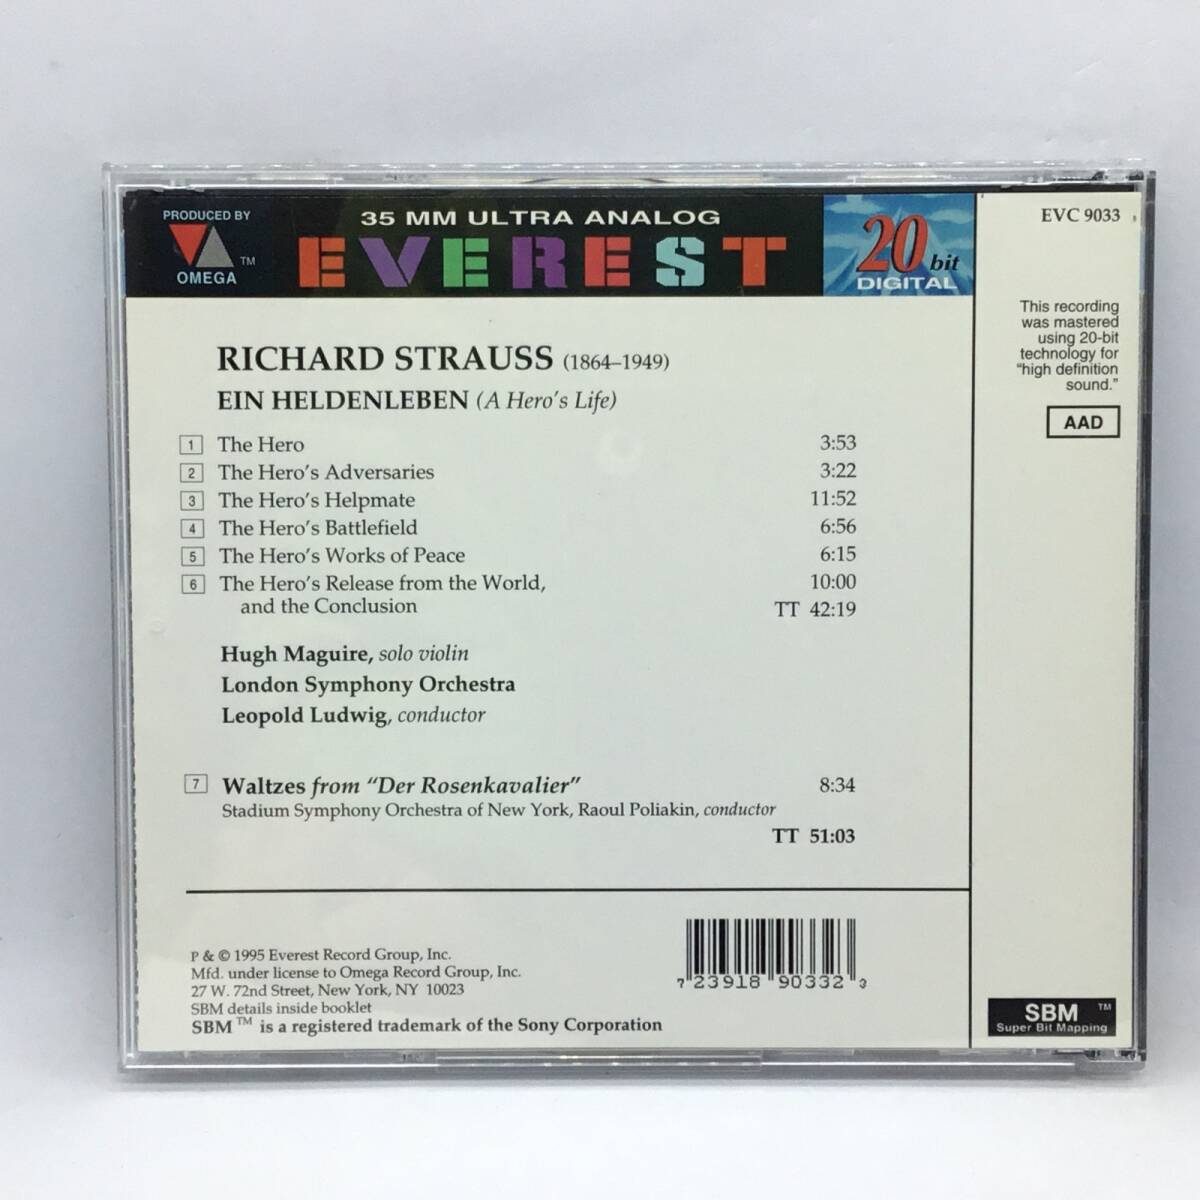 PRODUCED BY
OMEGA TM
35 MM ULTRA ANALOG
EVEREST
20 bit
DIGITAL
EVC 9033
This recording
was mastered
using 20-bit
technology for
"high definition
sound."
AAD
RICHARD STRAUSS (1864–1949)
EIN HELDENLEBEN (A Hero's Life)
1 The Hero 3:53
2 The Hero's Adversaries 3:22
3 The Hero's Helpmate 11:52
4 The Hero's Battlefield 6:56
5 The Hero's Works of Peace 6:15
6 The Hero's Release from the World, 10:00
and the Conclusion TT 42:19
Hugh Maguire, solo violin
London Symphony Orchestra
Leopold Ludwig, conductor
7 Waltzes from "Der Rosenkavalier" 8:34
Stadium Symphony Orchestra of New York, Raoul Poliakin, conductor
TT 51:03
P & © 1995 Everest Record Group, Inc.
Mfd. under license to Omega Record Group, Inc.
27 W. 72nd Street, New York, NY 10023
SBM details inside booklet
SBM TM is a registered trademark of the Sony Corporation
7 23918 90332 3
SBM TM
Super Bit Mapping